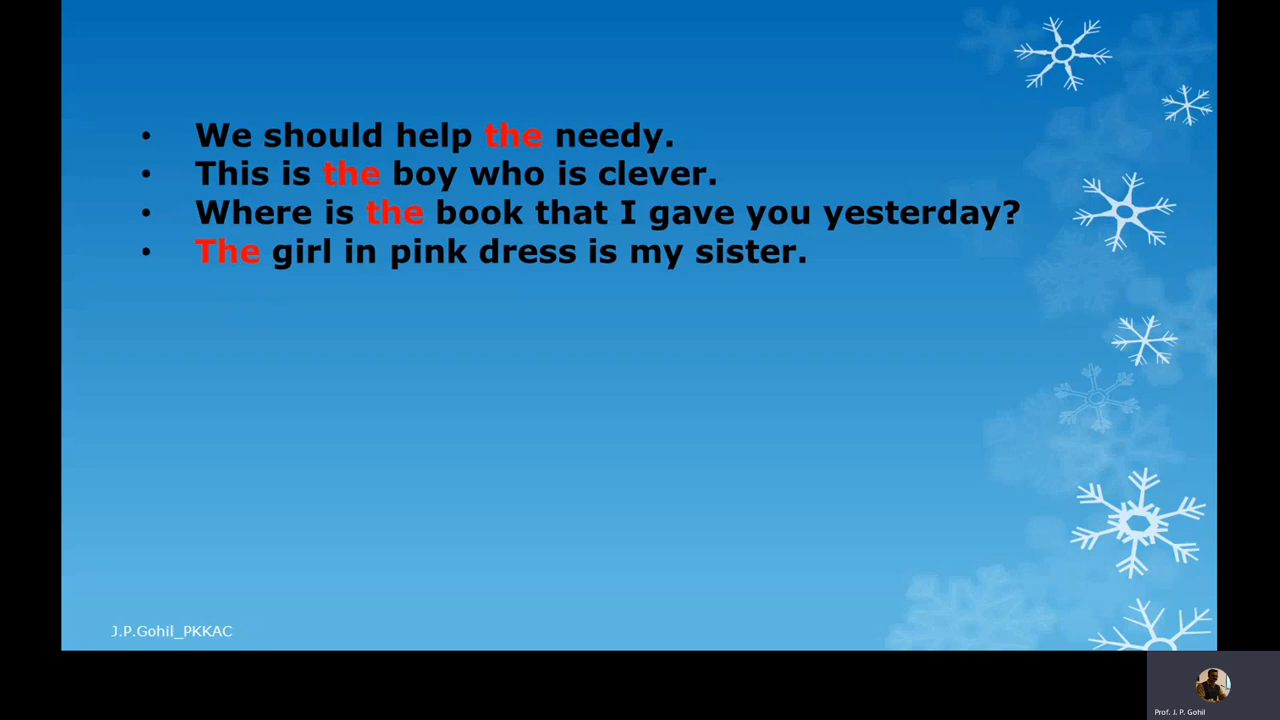 • We should help the needy.
• This is the boy who is clever.
• Where is the book that I gave you yesterday?
• The girl in pink dress is my sister.
J.P.Gohil_PKKAC
Prof. J. P. Gohil